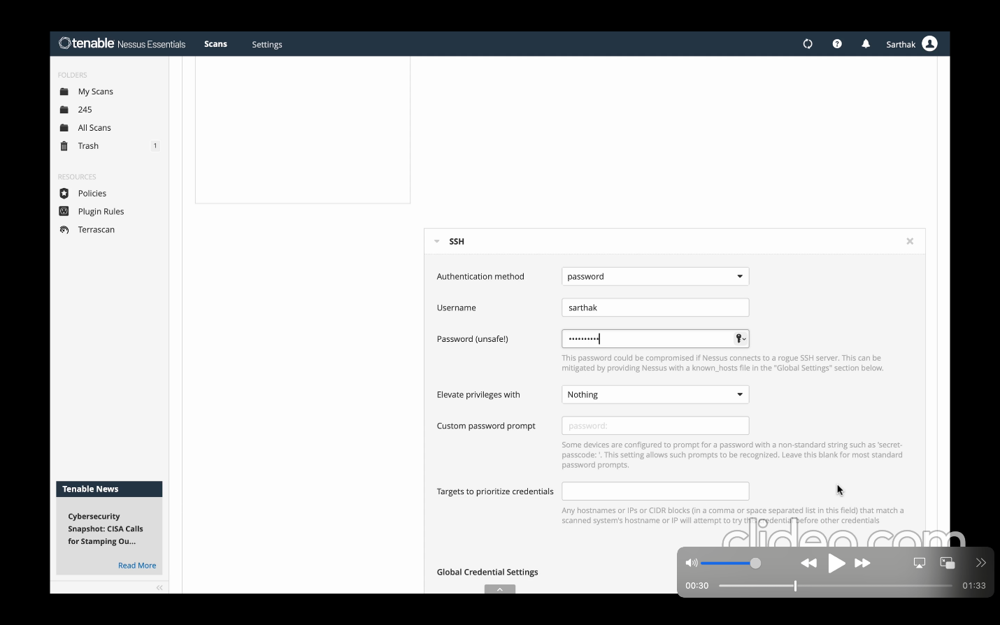 tenable Nessus Essentials
Scans
Settings
?
Sarthak
FOLDERS
My Scans
245
All Scans
Trash
1
RESOURCES
Policies
Plugin Rules
Terrascan
SSH
Authentication method
password
Username
sarthak
Password (unsafe!)
••••••••••
This password could be compromised if Nessus connects to a rogue SSH server. This can be
mitigated by providing Nessus with a known_hosts file in the "Global Settings" section below.
Elevate privileges with
Nothing
Custom password prompt
password:
Some devices are configured to prompt for a password with a non-standard string such as 'secret-
passcode: '. This setting allows such prompts to be recognized. Leave this blank for most standard
password prompts.
Targets to prioritize credentials
Any hostnames or IPs or CIDR blocks (in a comma or space separated list in this field) that match a
scanned system's hostname or IP will attempt to try this credential before other credentials
Global Credential Settings
Tenable News
Cybersecurity
Snapshot: CISA Calls
for Stamping Ou...
Read More
clideo.com
00:30
01:33